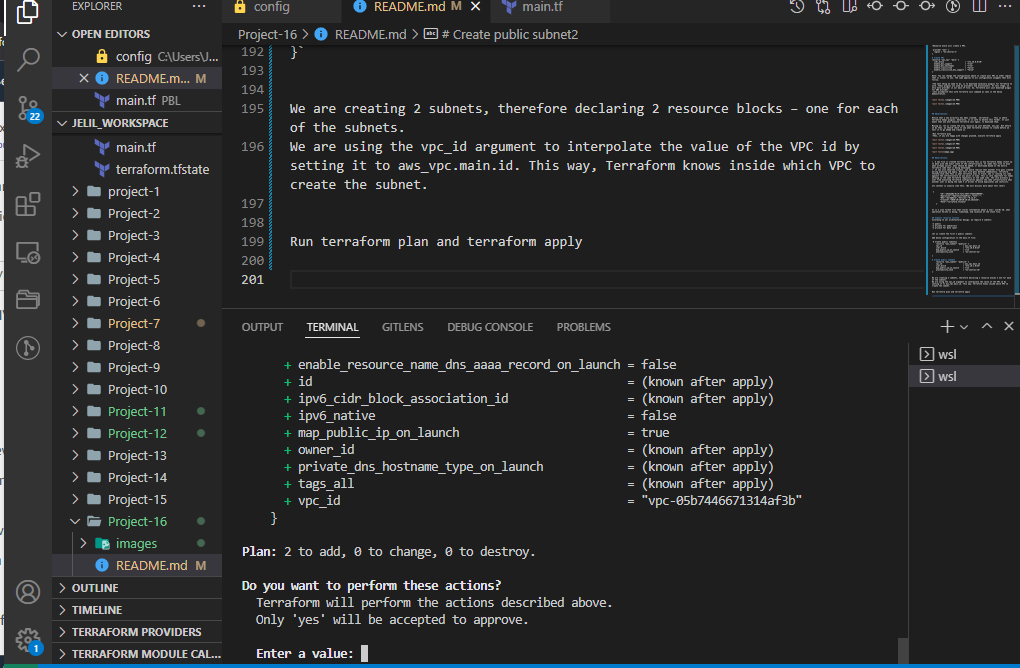 EXPLORER
OPEN EDITORS
config C:\Users\J...
README.m... M
main.tf PBL
JELIL_WORKSPACE
main.tf
terraform.tfstate
project-1
Project-2
Project-3
Project-4
Project-5
Project-6
Project-7
Project-8
Project-9
Project-10
Project-11
Project-12
Project-13
Project-14
Project-15
Project-16
images
README.md M
OUTLINE
TIMELINE
TERRAFORM PROVIDERS
TERRAFORM MODULE CAL...
22
1
config
README.md M
main.tf
Project-16 > README.md > # Create public subnet2
192 }`
193
194
195 We are creating 2 subnets, therefore declaring 2 resource blocks – one for each
of the subnets.
196 We are using the vpc_id argument to interpolate the value of the VPC id by
setting it to aws_vpc.main.id. This way, Terraform knows inside which VPC to
create the subnet.
197
198
199 Run terraform plan and terraform apply
200
201
OUTPUT TERMINAL GITLENS DEBUG CONSOLE PROBLEMS
+ enable_resource_name_dns_aaaa_record_on_launch = false
+ id = (known after apply)
+ ipv6_cidr_block_association_id = (known after apply)
+ ipv6_native = false
+ map_public_ip_on_launch = true
+ owner_id = (known after apply)
+ private_dns_hostname_type_on_launch = (known after apply)
+ tags_all = (known after apply)
+ vpc_id = "vpc-05b7446671314af3b"
}
Plan: 2 to add, 0 to change, 0 to destroy.
Do you want to perform these actions?
Terraform will perform the actions described above.
Only 'yes' will be accepted to approve.
Enter a value:
wsl
wsl